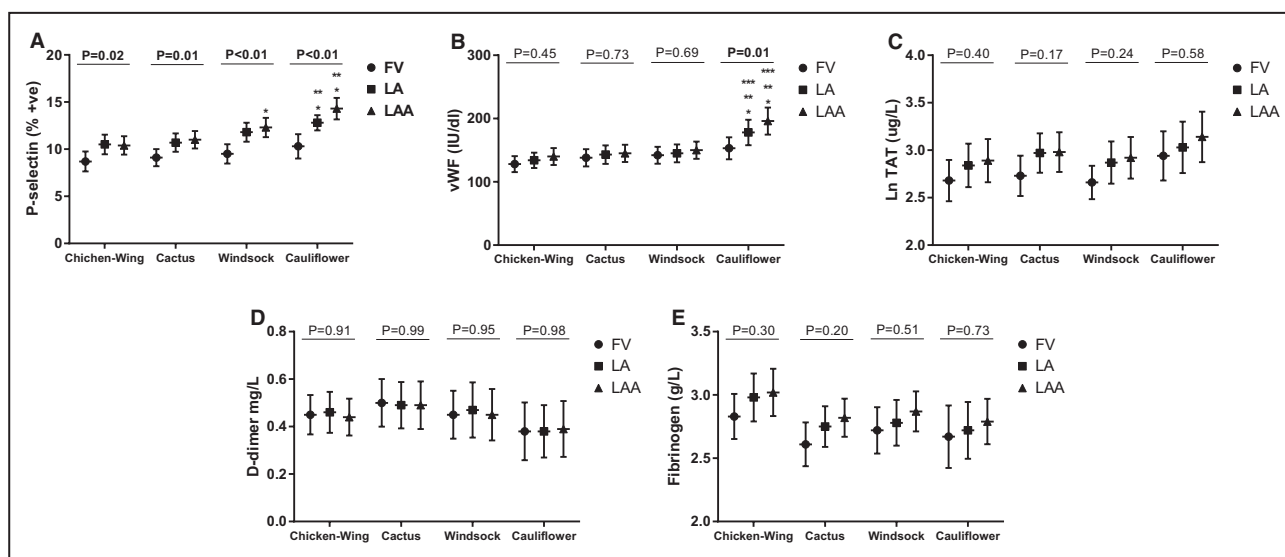 A
P=0.02 P=0.01 P<0.01 P<0.01
20
15
10
5
0
P-selectin (% +ve)
** **
* * *
FV
LA
LAA
Chichen-Wing Cactus Windsock Cauliflower
B
P=0.45 P=0.73 P=0.69 P=0.01
300
200
100
0
vWF (IU/dl)
*** ***
** **
* *
FV
LA
LAA
Chicken-Wing Cactus Windsock Cauliflower
C
P=0.40 P=0.17 P=0.24 P=0.58
4.0
3.5
3.0
2.5
2.0
Ln TAT (ug/L)
FV
LA
LAA
Chicken-Wing Cactus Windsock Cauliflower
D
P=0.91 P=0.99 P=0.95 P=0.98
0.8
0.6
0.4
0.2
0.0
D-dimer mg/L
FV
LA
LAA
Chicken-Wing Cactus Windsock Cauliflower
E
P=0.30 P=0.20 P=0.51 P=0.73
3.5
3.0
2.5
2.0
Fibrinogen (g/L)
FV
LA
LAA
Chicken-Wing Cactus Windsock Cauliflower